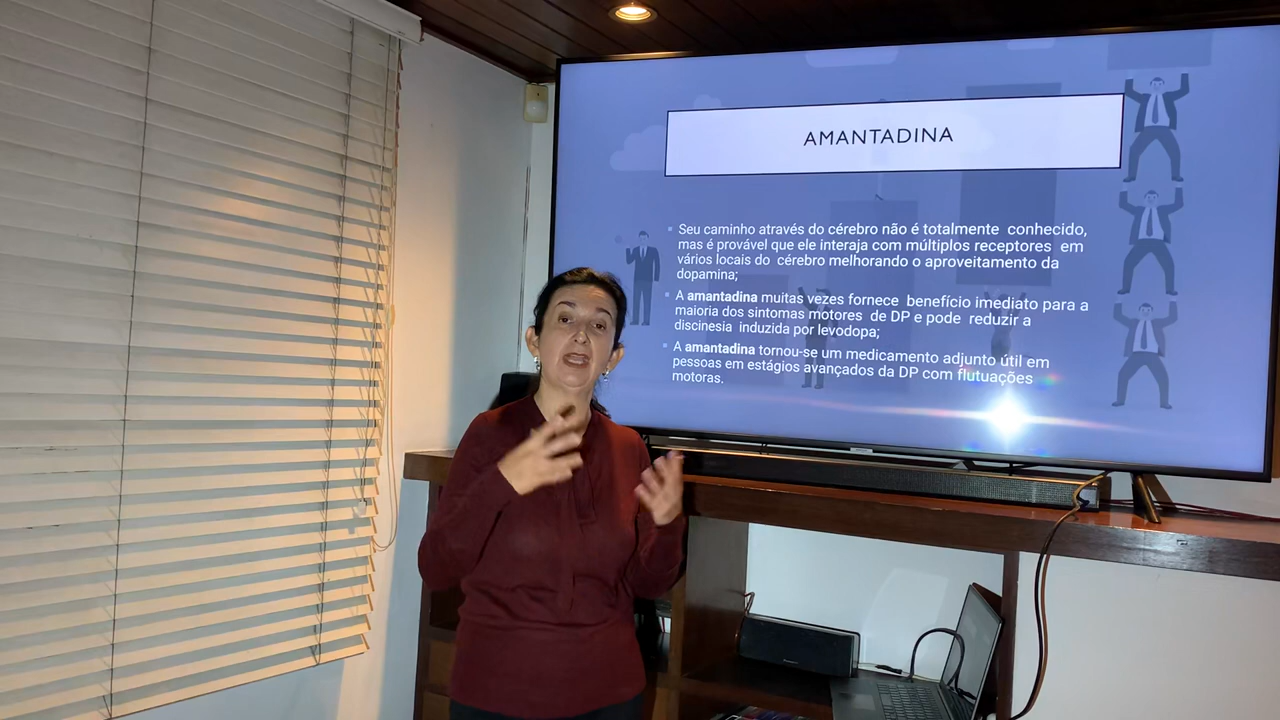 AMANTADINA
Seu caminho através do cérebro não é totalmente conhecido,
mas é provável que ele interaja com múltiplos receptores em
vários locais do cérebro melhorando o aproveitamento da
dopamina;
A amantadina muitas vezes fornece benefício imediato para a
maioria dos sintomas motores de DP e pode reduzir a
discinesia induzida por levodopa;
A amantadina tornou-se um medicamento adjunto útil em
pessoas em estágios avançados da DP com flutuações
motoras.